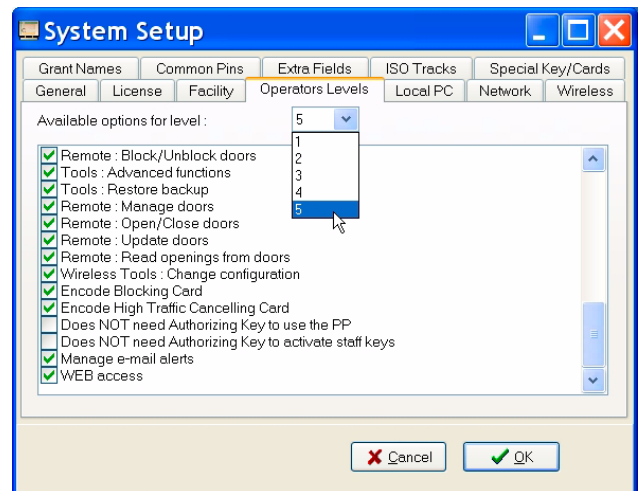 System Setup
Grant Names Common Pins Extra Fields ISO Tracks Special Key/Cards
General License Facility Operators Levels Local PC Network Wireless
Available options for level : 5
1
2
3
4
5
Remote : Block/Unblock doors
Tools : Advanced functions
Tools : Restore backup
Remote : Manage doors
Remote : Open/Close doors
Remote : Update doors
Remote : Read openings from doors
Wireless Tools : Change configuration
Encode Blocking Card
Encode High Traffic Cancelling Card
Does NOT need Authorizing Key to use the PP
Does NOT need Authorizing Key to activate staff keys
Manage e-mail alerts
WEB access
Cancel OK